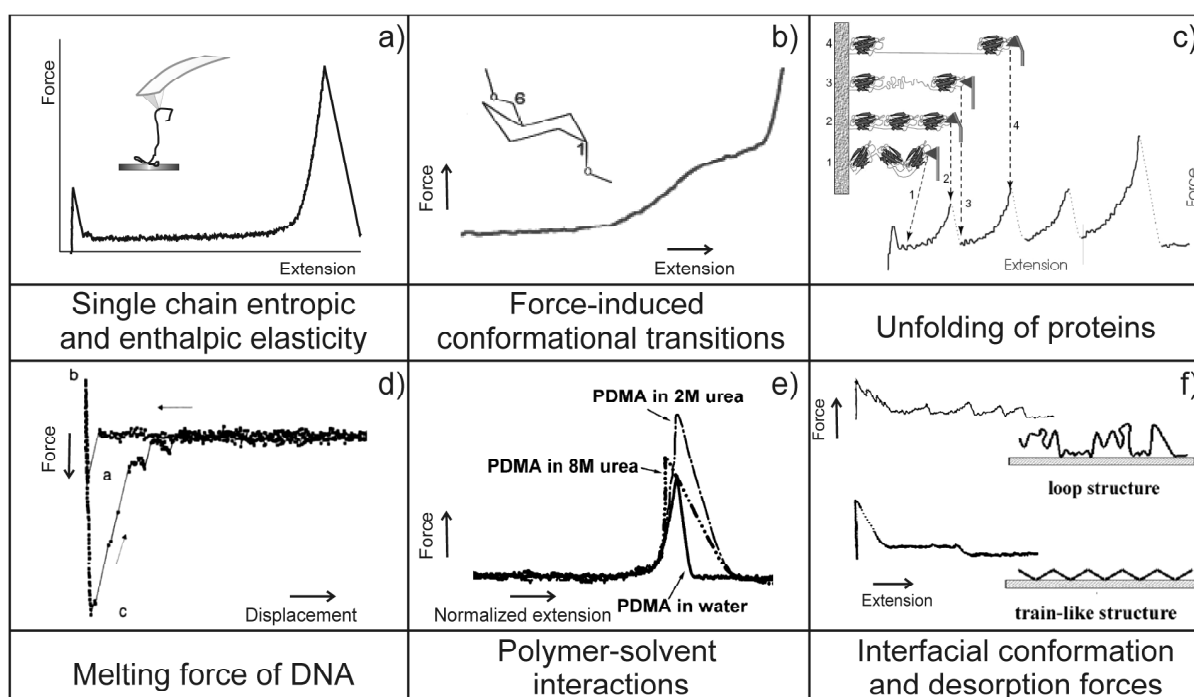 a)
Force
Extension
Single chain entropic
and enthalpic elasticity
b)
6
1
Force
Extension
Force-induced
conformational transitions
c)
4
3
2
1
1
2
3
4
Force
Extension
Unfolding of proteins
d)
b
Force
a
c
Displacement
Melting force of DNA
e)
PDMA in 2M urea
PDMA in 8M urea
Force
PDMA in water
Normalized extension
Polymer-solvent
interactions
f)
Force
loop structure
Extension
train-like structure
Interfacial conformation
and desorption forces